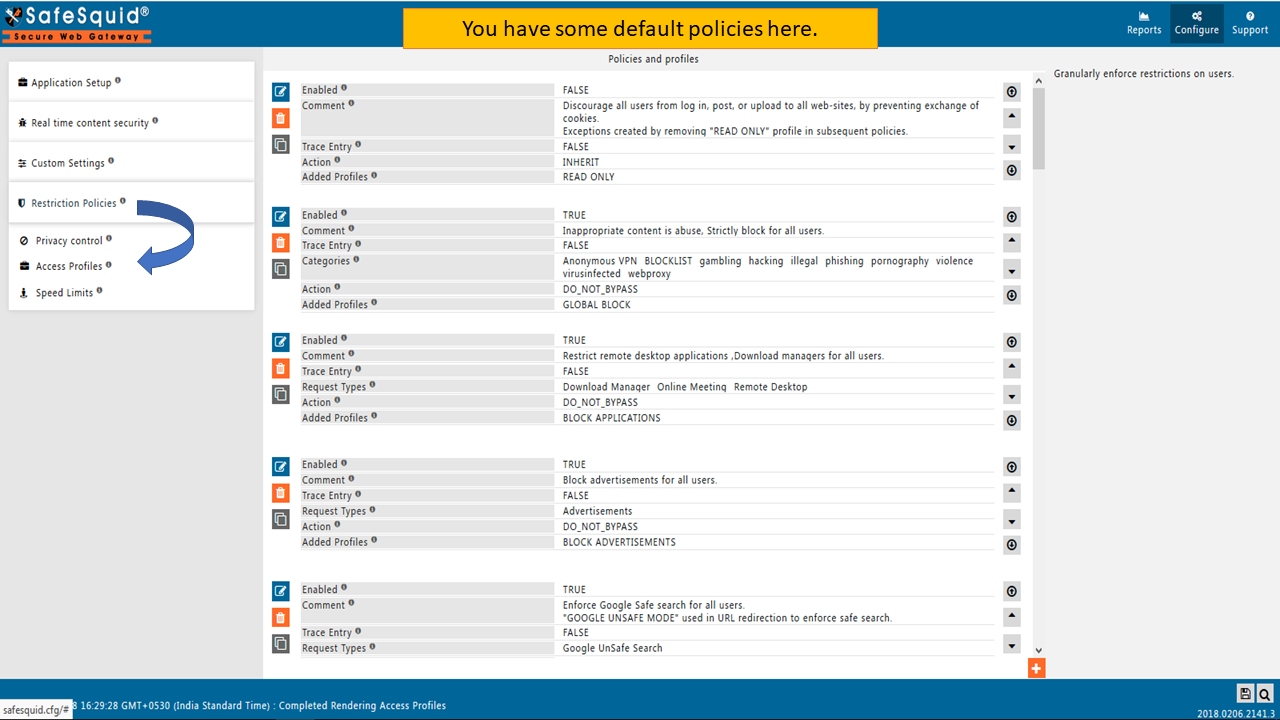 SafeSquid®
Secure Web Gateway
You have some default policies here.
Reports
Configure
Support
Application Setup
Real time content security
Custom Settings
Restriction Policies
Privacy control
Access Profiles
Speed Limits
Policies and profiles
Granularly enforce restrictions on users.
Enabled FALSE
Comment Discourage all users from log in, post, or upload to all web-sites, by preventing exchange of
cookies.
Exceptions created by removing "READ ONLY" profile in subsequent policies.
Trace Entry FALSE
Action INHERIT
Added Profiles READ ONLY
Enabled TRUE
Comment Inappropriate content is abuse, Strictly block for all users.
Trace Entry FALSE
Categories Anonymous VPN BLOCKLIST gambling hacking illegal phishing pornography violence
virusinfected webproxy
Action DO_NOT_BYPASS
Added Profiles GLOBAL BLOCK
Enabled TRUE
Comment Restrict remote desktop applications ,Download managers for all users.
Trace Entry FALSE
Request Types Download Manager Online Meeting Remote Desktop
Action DO_NOT_BYPASS
Added Profiles BLOCK APPLICATIONS
Enabled TRUE
Comment Block advertisements for all users.
Trace Entry FALSE
Request Types Advertisements
Action DO_NOT_BYPASS
Added Profiles BLOCK ADVERTISEMENTS
Enabled TRUE
Comment Enforce Google Safe search for all users.
"GOOGLE UNSAFE MODE" used in URL redirection to enforce safe search.
Trace Entry FALSE
Request Types Google UnSafe Search
safesquid.cfg/#
8 16:29:28 GMT+0530 (India Standard Time) : Completed Rendering Access Profiles
2018.0206.2141.3